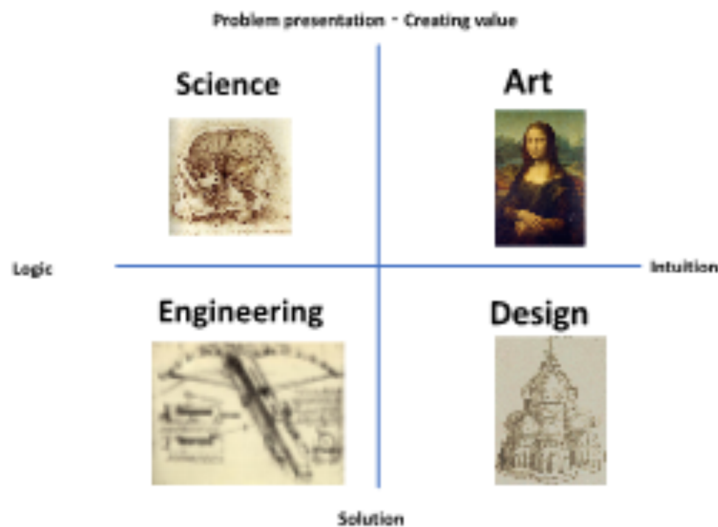 Problem presentation - Creating value
Science
Art
Logic
Intuition
Engineering
Design
Solution